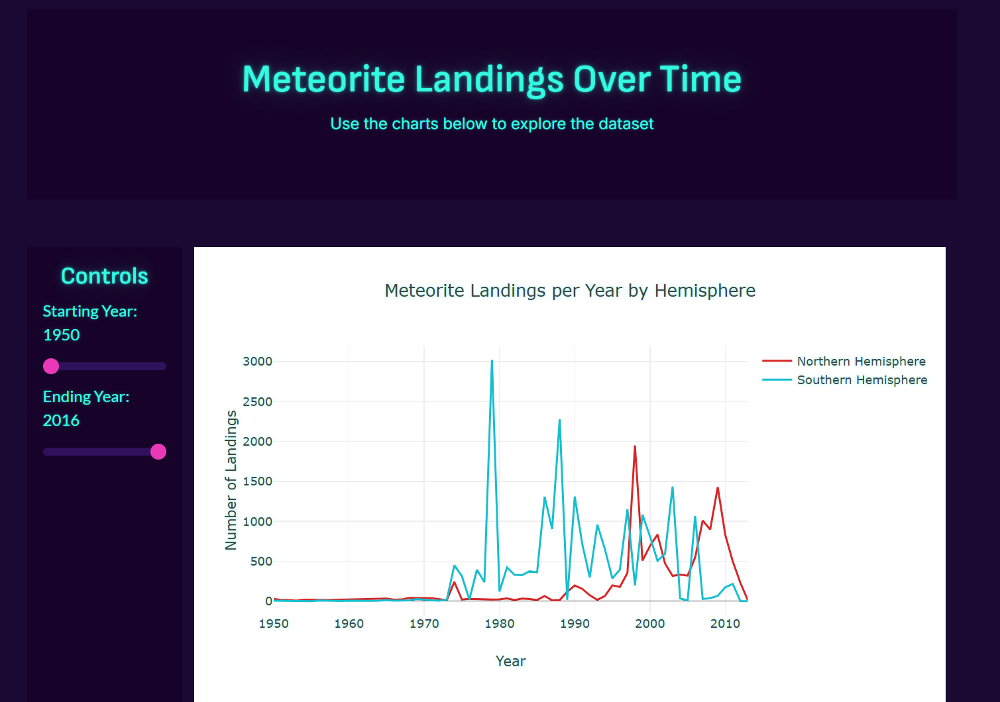 Meteorite Landings Over Time
Use the charts below to explore the dataset
Controls
Starting Year:
1950
Ending Year:
2016
Meteorite Landings per Year by Hemisphere
Number of Landings
3000
2500
2000
1500
1000
500
0
1950 1960 1970 1980 1990 2000 2010
Year
Northern Hemisphere
Southern Hemisphere